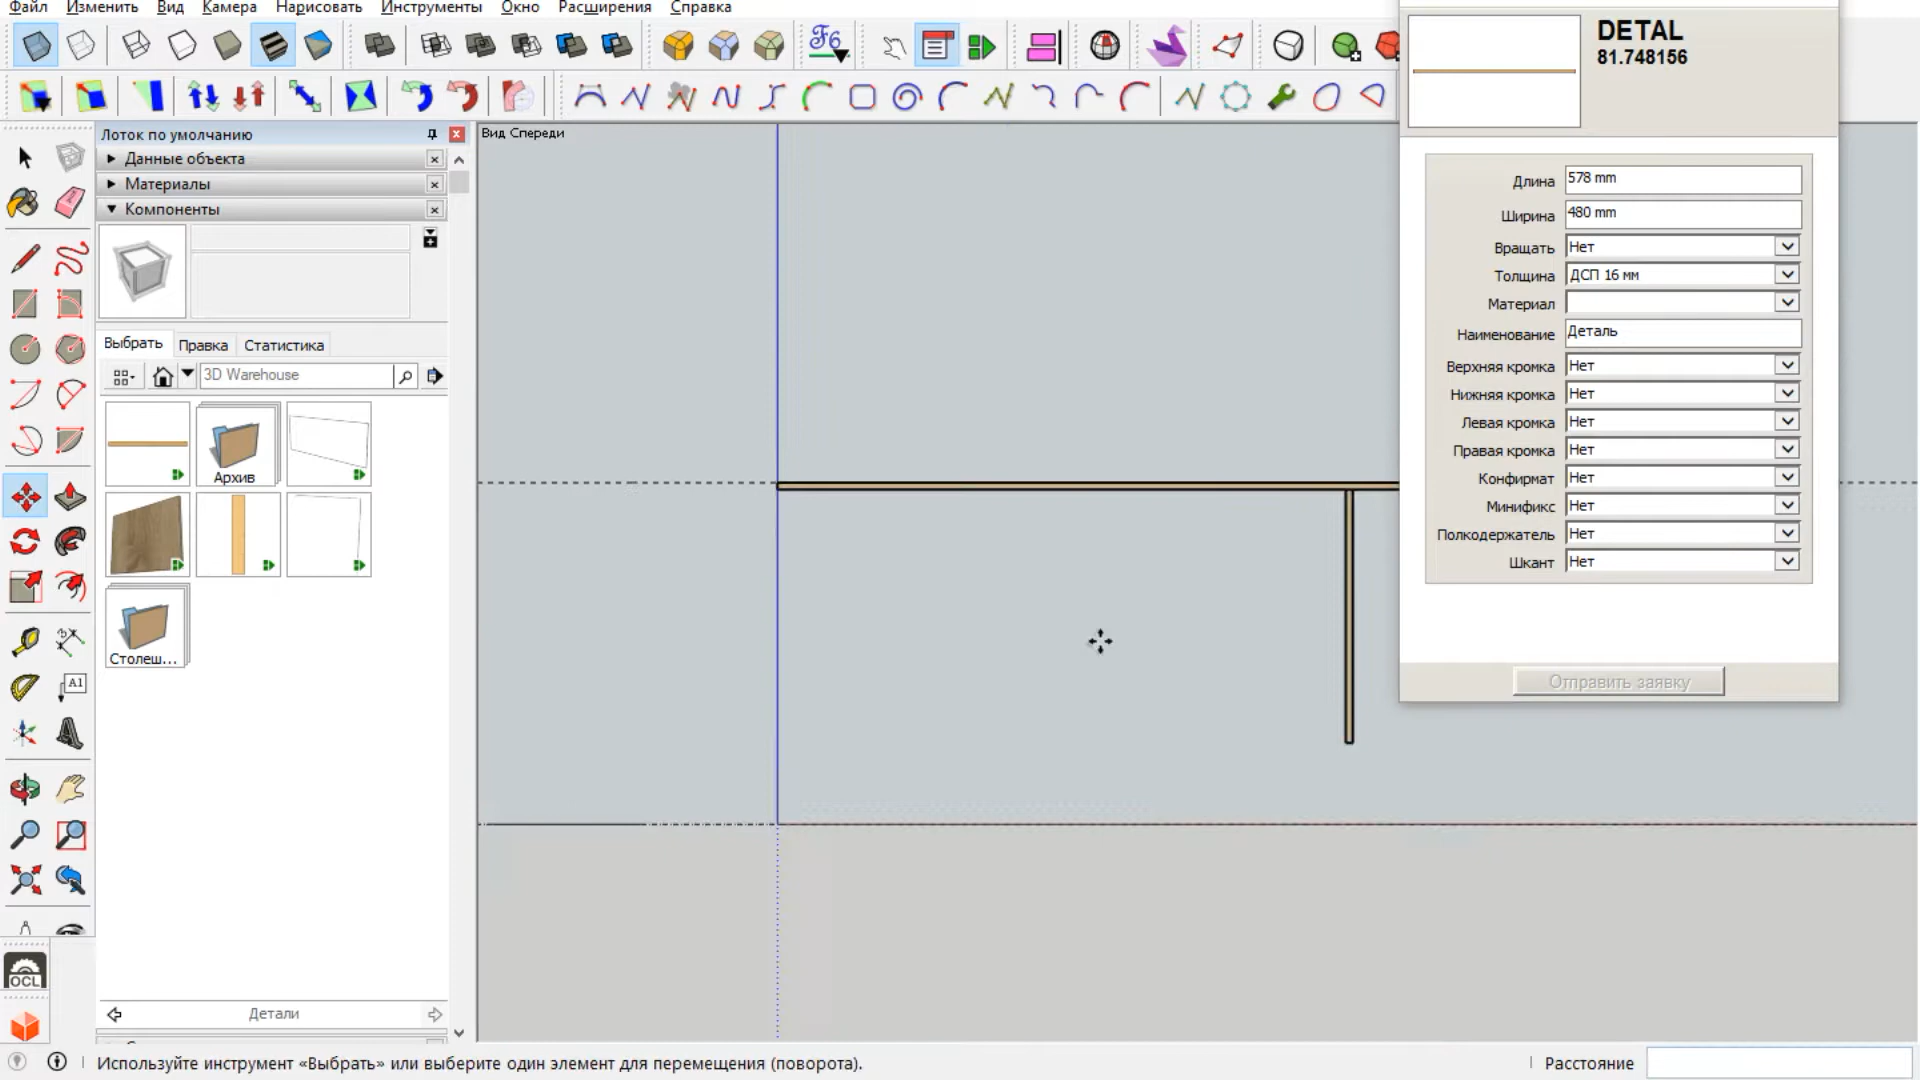 Файл Изменить Вид Камера Нарисовать Инструменты Окно Расширения Справка
DETAL
81.748156
Лоток по умолчанию
Вид Спереди
Данные объекта
Материалы
Компоненты
Длина 578 mm
Ширина 480 mm
Вращать Нет
Толщина ДСП 16 мм
Материал
Наименование Деталь
Верхняя кромка Нет
Нижняя кромка Нет
Левая кромка Нет
Правая кромка Нет
Конфирмат Нет
Минификс Нет
Полкодержатель Нет
Шкант Нет
Отправить заявку
Выбрать Правка Статистика
3D Warehouse
Архив
Столеш...
A1
OCL
Детали
Используйте инструмент «Выбрать» или выберите один элемент для перемещения (поворота).
Расстояние